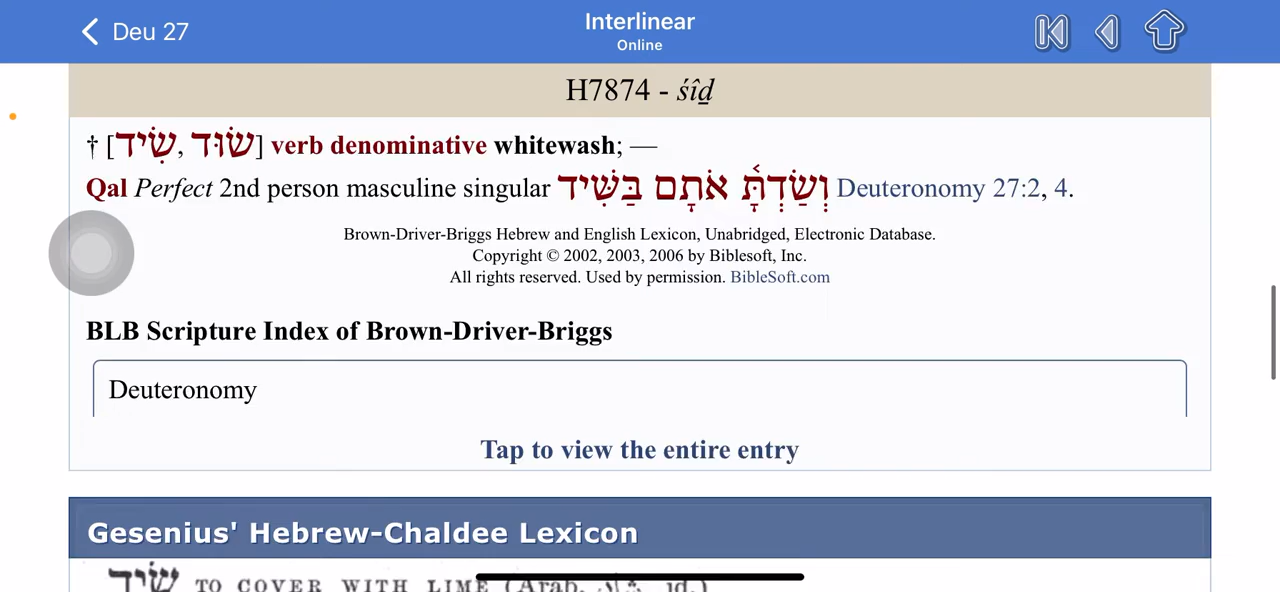 Deu 27
Interlinear
Online
H7874 - śîḏ
† [שׂוּד, שִׂיד] verb denominative whitewash; —
Qal Perfect 2nd person masculine singular וְשַׂדְתָּ֫ אֹתָם בַּשִּׂיד Deuteronomy 27:2, 4.
Brown-Driver-Briggs Hebrew and English Lexicon, Unabridged, Electronic Database.
Copyright © 2002, 2003, 2006 by Biblesoft, Inc.
All rights reserved. Used by permission. BibleSoft.com
BLB Scripture Index of Brown-Driver-Briggs
Deuteronomy
Tap to view the entire entry
Gesenius' Hebrew-Chaldee Lexicon
שִׂיד TO COVER WITH LIME (Arab. id.)